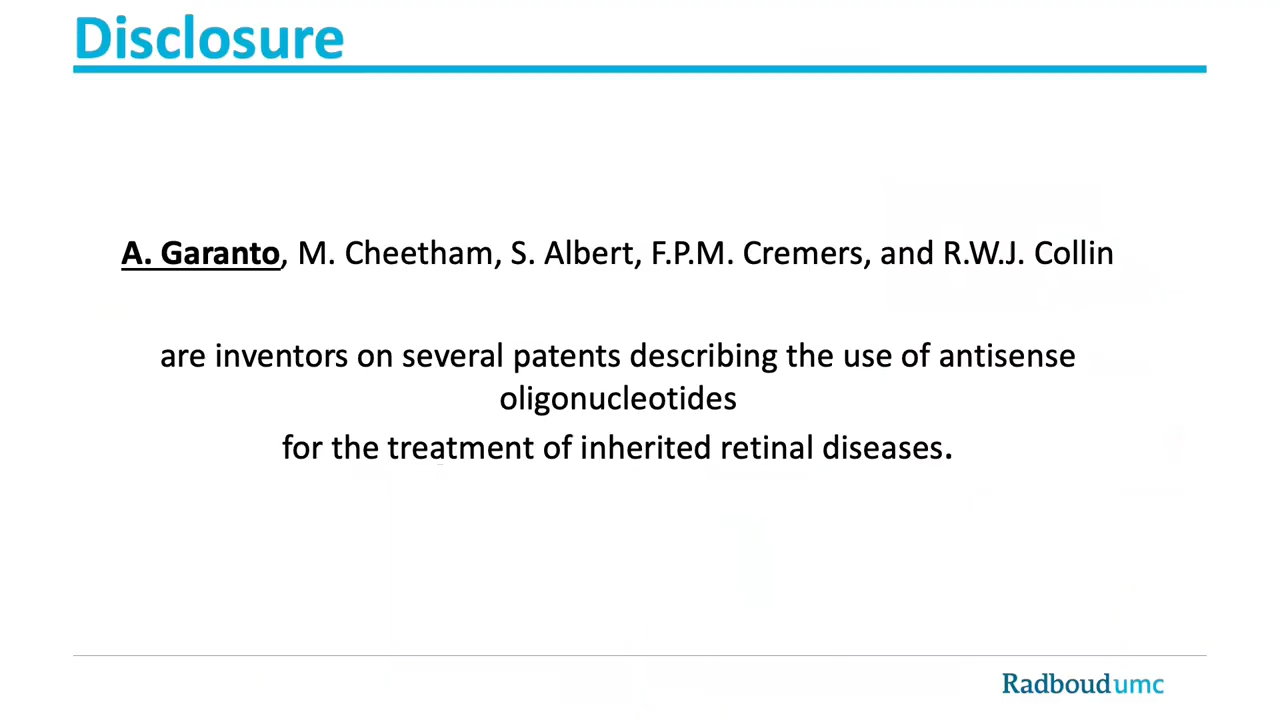 Disclosure
A. Garanto, M. Cheetham, S. Albert, F.P.M. Cremers, and R.W.J. Collin
are inventors on several patents describing the use of antisense
oligonucleotides
for the treatment of inherited retinal diseases.
Radboudumc